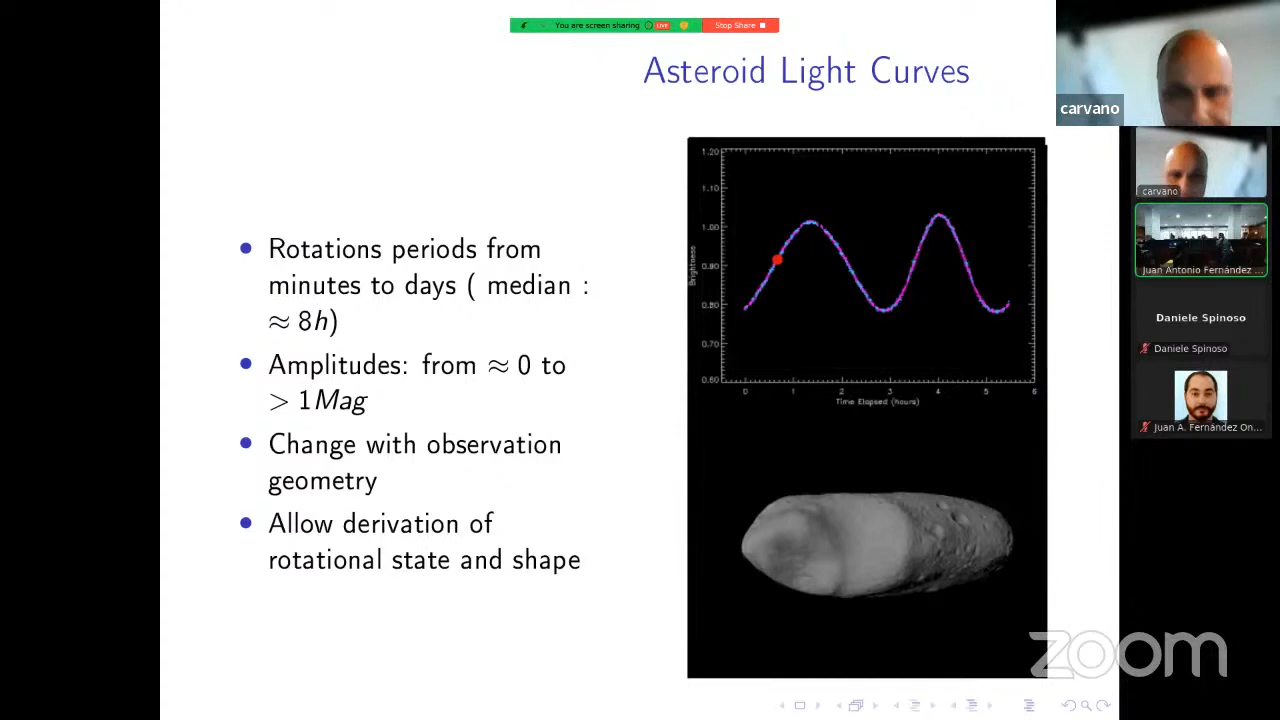 You are screen sharing LIVE Stop Share
Asteroid Light Curves
carvano
carvano
Juan Antonio Fernández ...
Daniele Spinoso
Daniele Spinoso
Juan A. Fernández On...
• Rotations periods from
minutes to days ( median :
≈ 8h)
• Amplitudes: from ≈ 0 to
> 1Mag
• Change with observation
geometry
• Allow derivation of
rotational state and shape
1.20
1.10
1.00
0.90
0.80
0.70
0.60
Brightness
0 1 2 3 4 5 6
Time Elapsed (hours)
zoom